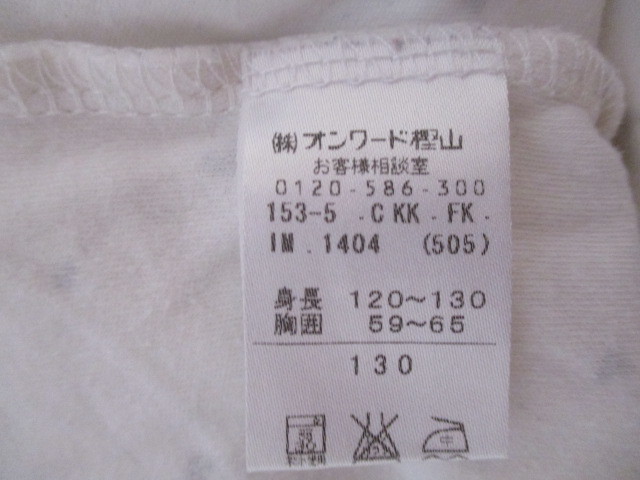 ㈱オンワード樫山
お客様相談室
0120-586-300
153-5 -CKK-FK-
IM.1404 (505)
身長 120～130
胸囲 59～65
130
中